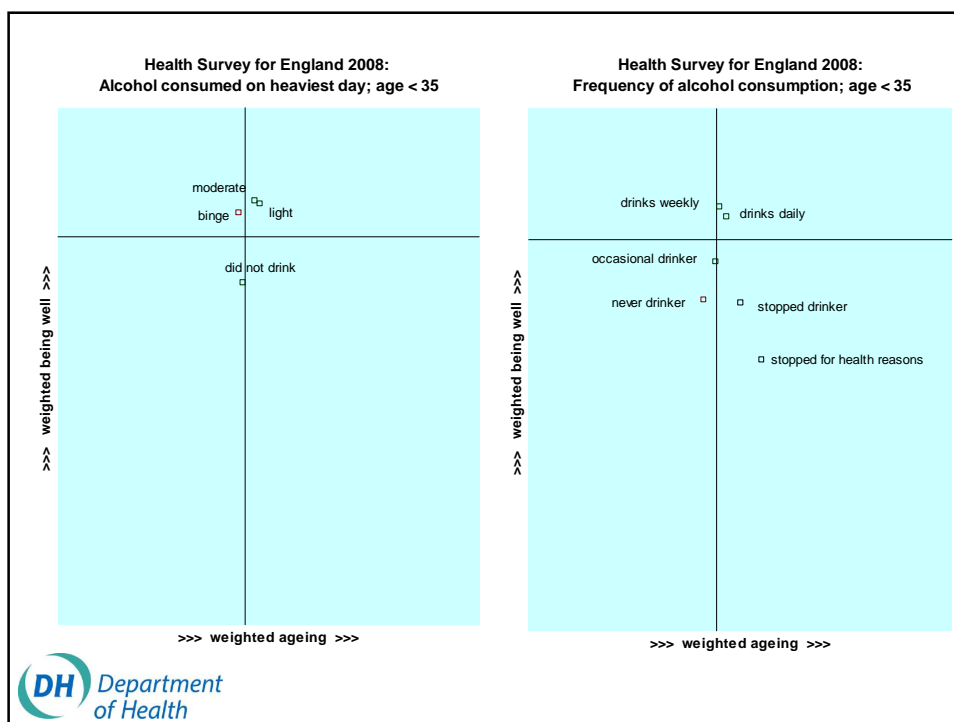 Health Survey for England 2008:
Alcohol consumed on heaviest day; age < 35
moderate
binge
light
did not drink
>>> weighted being well >>>
>>> weighted ageing >>>
Health Survey for England 2008:
Frequency of alcohol consumption; age < 35
drinks weekly
drinks daily
occasional drinker
never drinker
stopped drinker
stopped for health reasons
>>> weighted being well >>>
>>> weighted ageing >>>
DH Department
of Health